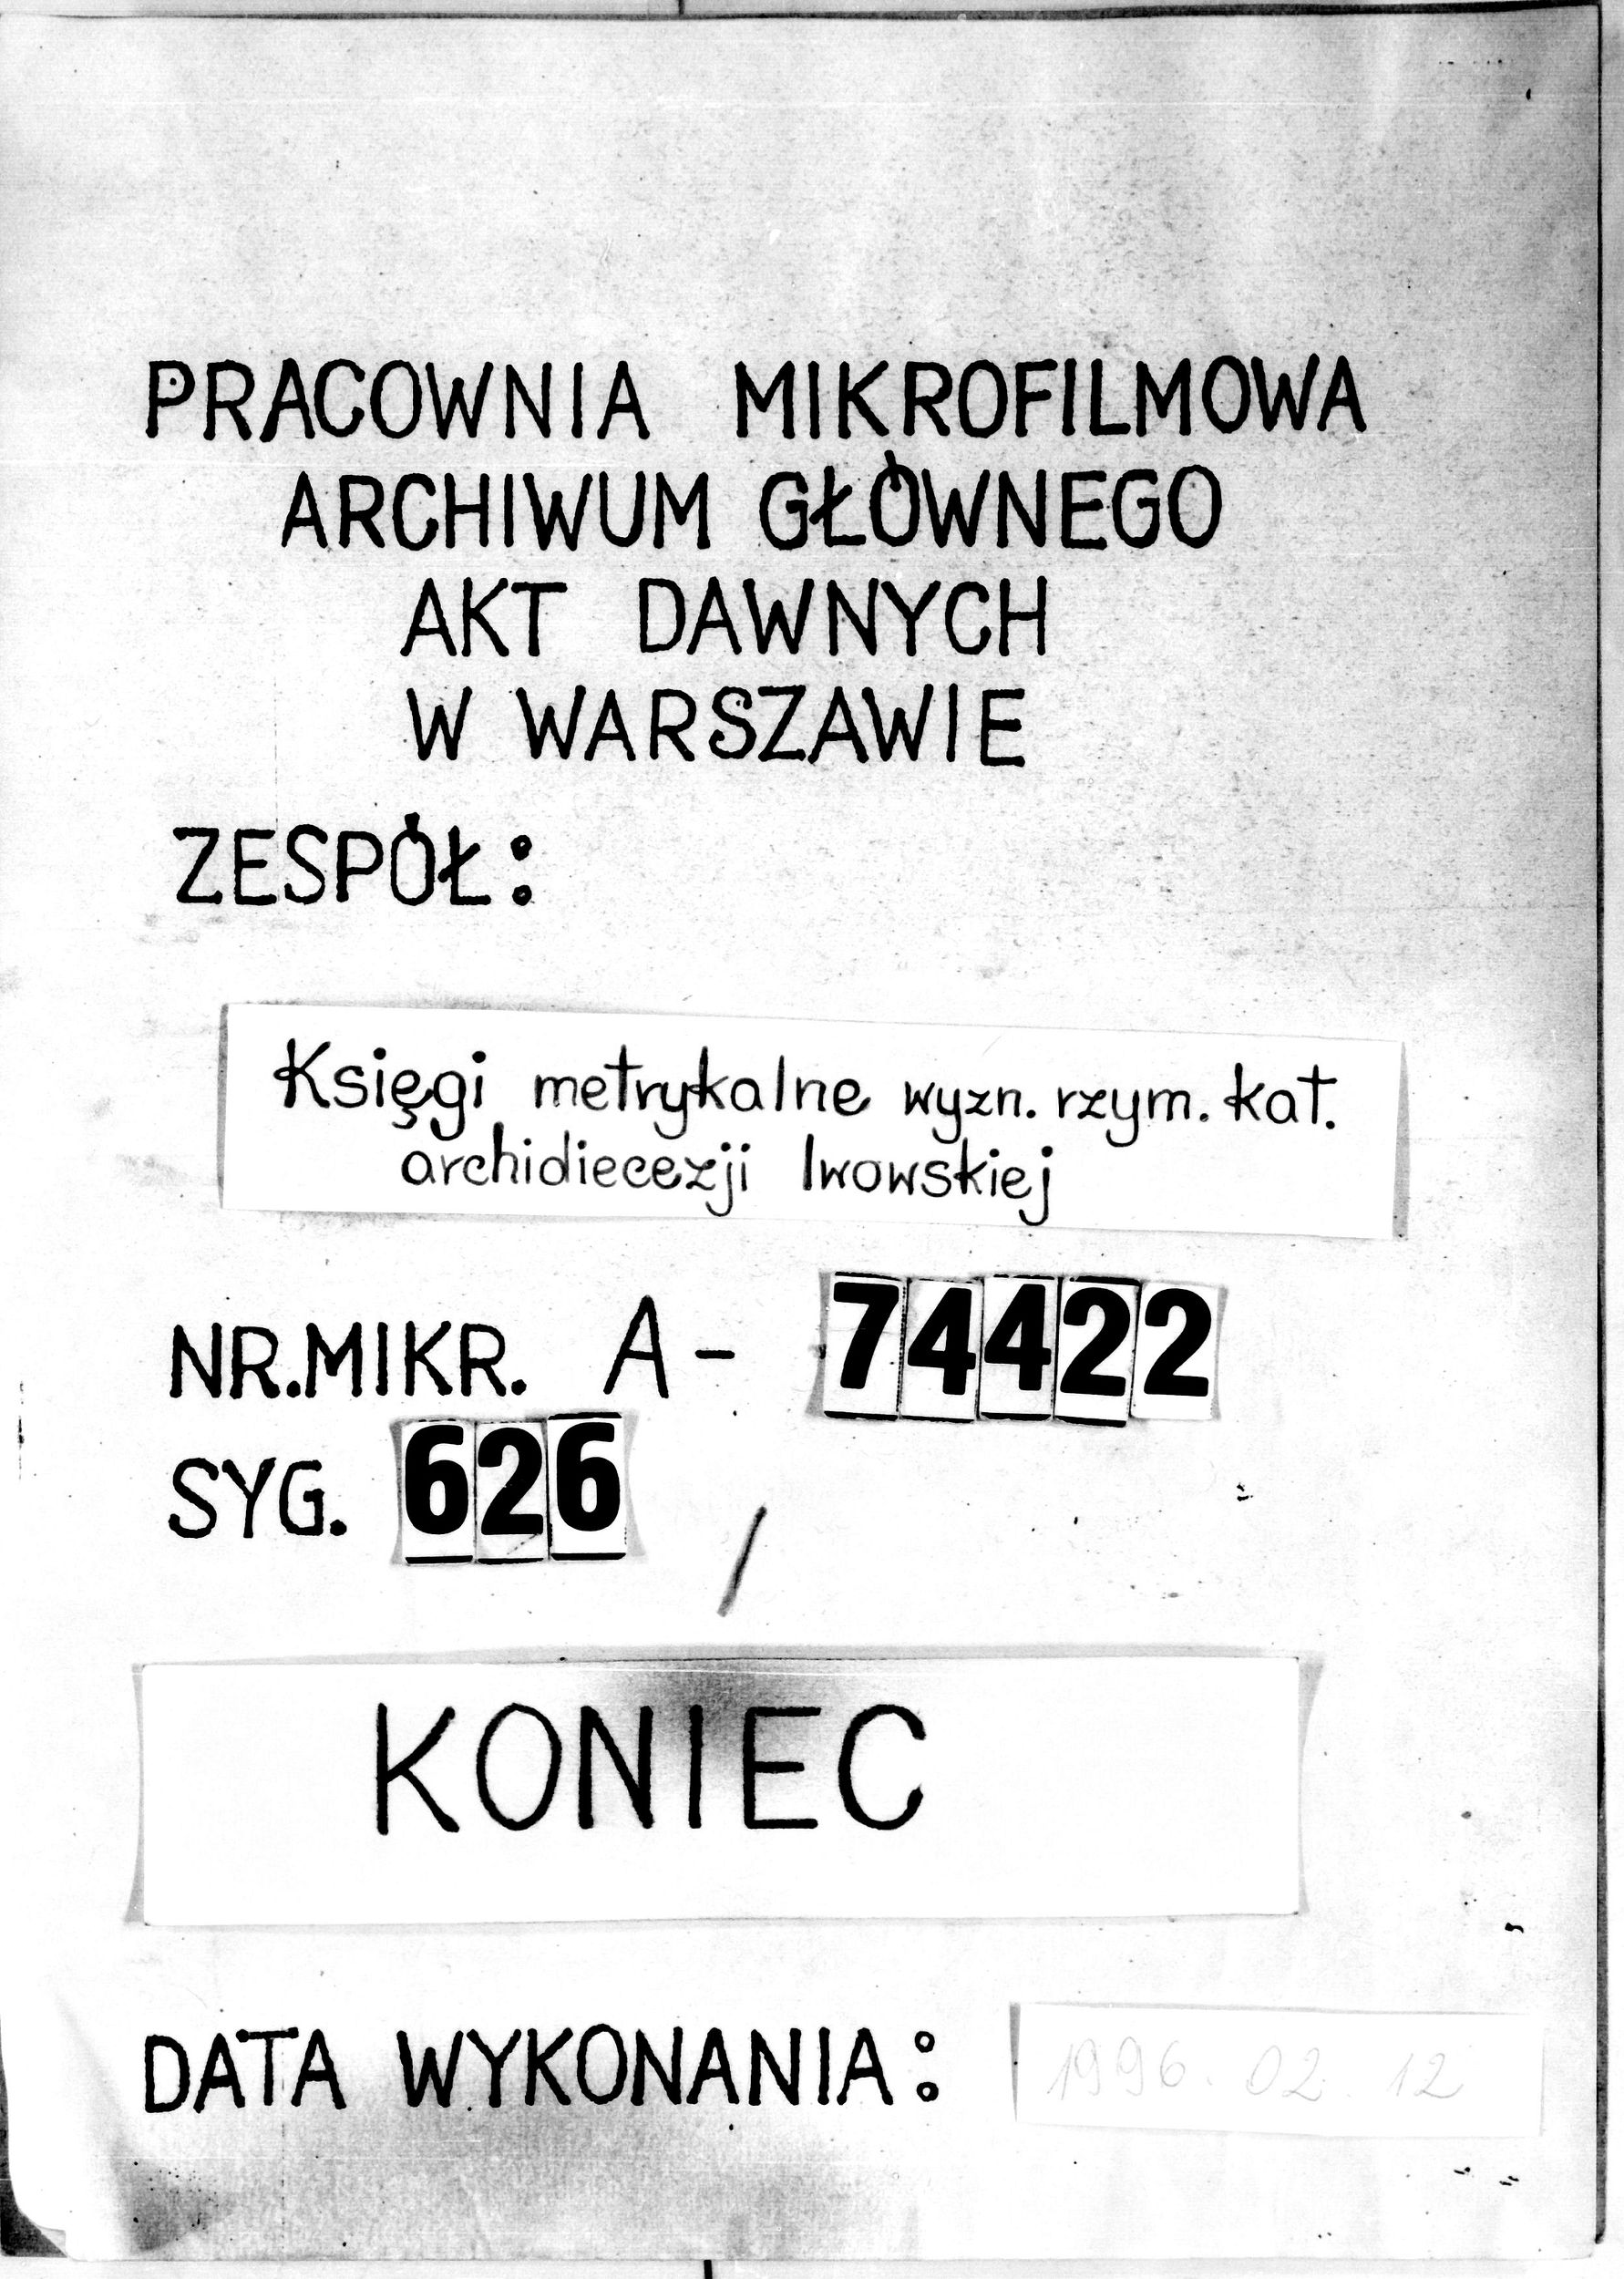 PRACOWNIA MIKROFILMOWA
ARCHIWUM GŁÓWNEGO
AKT DAWNYCH
W WARSZAWIE
ZESPÓŁ:
Księgi metrykalne wyzn. rzym. kat.
archidiecezji lwowskiej
NR.MIKR. A- 74422
SYG. 626
KONIEC
DATA WYKONANIA: 1996.02.12